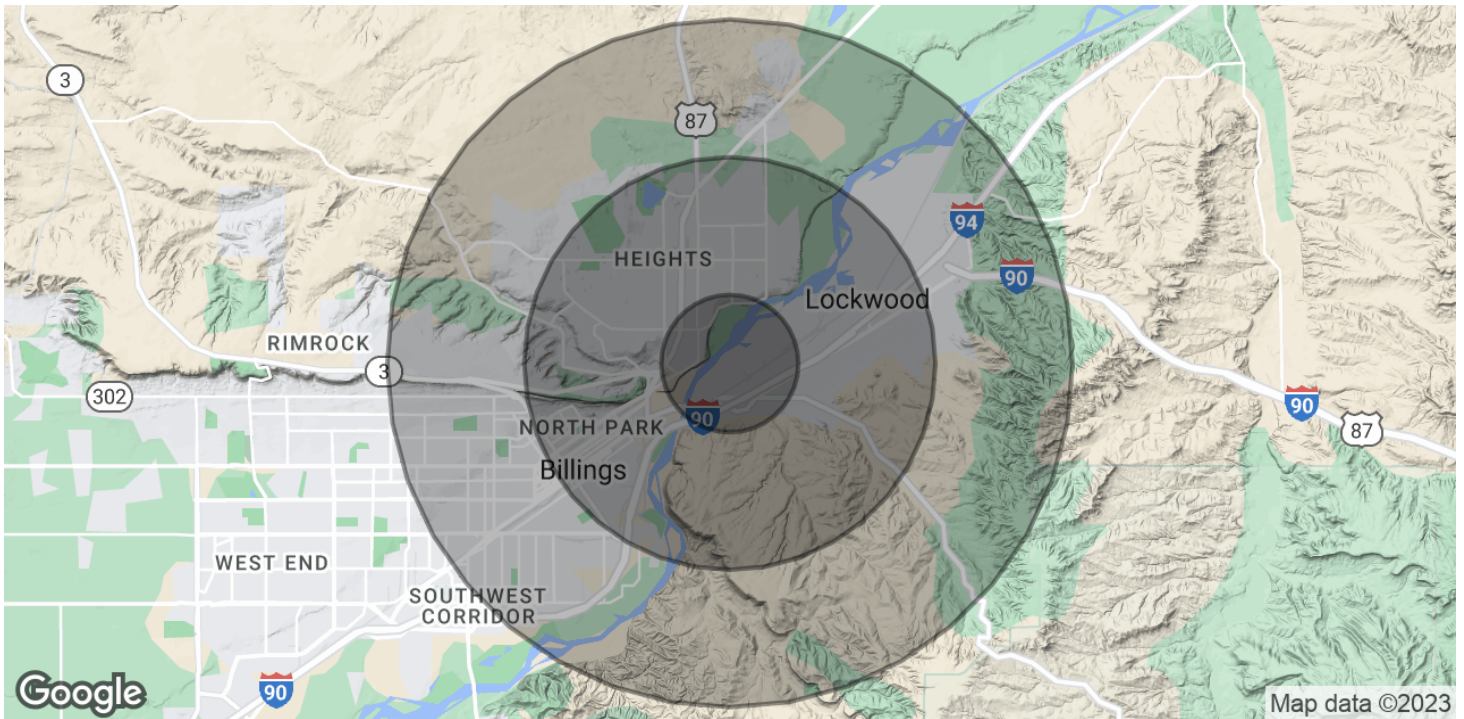 3
87
94
HEIGHTS
90
Lockwood
RIMROCK
3
302
90
90
87
NORTH PARK
Billings
WEST END
SOUTHWEST
CORRIDOR
90
Google
Map data ©2023